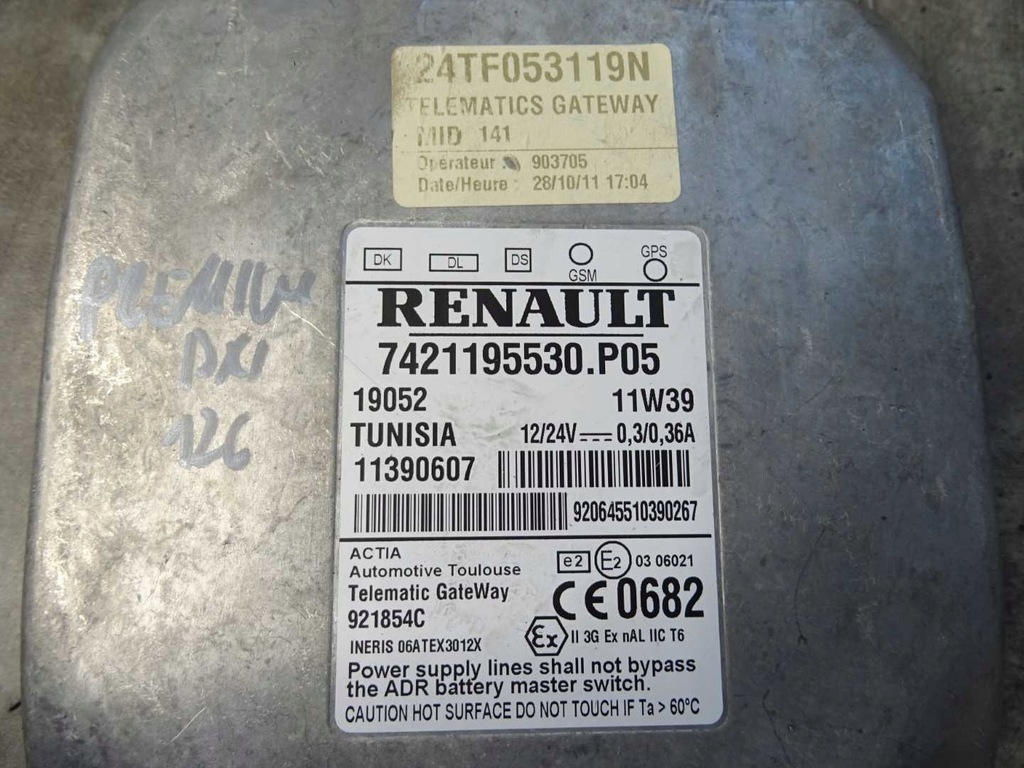 24TF053119N
TELEMATICS GATEWAY
MID 141
Opérateur : 903705
Date/Heure : 28/10/11 17:04
DK DL DS GSM GPS
RENAULT
7421195530.P05
19052 11W39
TUNISIA 12/24V 0,3/0,36A
11390607
920645510390267
ACTIA
Automotive Toulouse
Telematic GateWay
921854C
INERIS 06ATEX3012X
e2 E2 03 06021
CE 0682
Ex II 3G Ex nAL IIC T6
Power supply lines shall not bypass
the ADR battery master switch.
CAUTION HOT SURFACE DO NOT TOUCH IF Ta > 60°C
PREMIUM
DXI
126